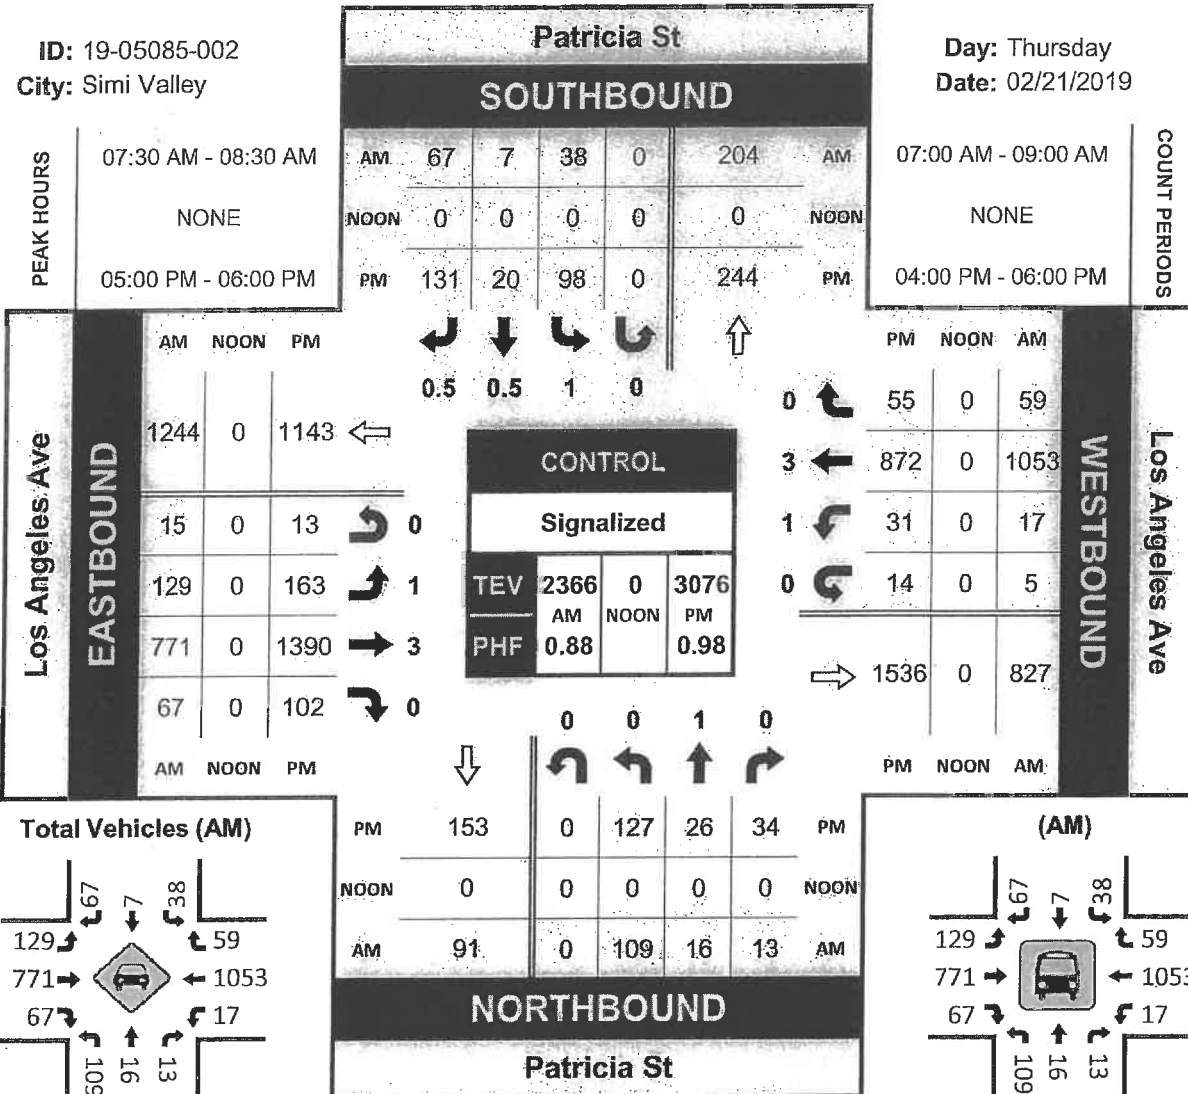 ID: 19-05085-002
City: Simi Valley
Patricia St
Day: Thursday
Date: 02/21/2019
SOUTHBOUND
PEAK HOURS
07:30 AM - 08:30 AM
NONE
05:00 PM - 06:00 PM
AM 67 7 38 0 204 AM
NOON 0 0 0 0 0 NOON
PM 131 20 98 0 244 PM
07:00 AM - 09:00 AM
NONE
04:00 PM - 06:00 PM
COUNT PERIODS
0.5 0.5 1 0
Los Angeles Ave
EASTBOUND
AM NOON PM
1244 0 1143
15 0 13 0
129 0 163 1
771 0 1390 3
67 0 102 0
AM NOON PM
CONTROL
Signalized
TEV 2366 0 3076
AM NOON PM
PHF 0.88 0.98
PM NOON AM
0 55 0 59
3 872 0 1053
1 31 0 17
0 14 0 5
1536 0 827
PM NOON AM
WESTBOUND
Los Angeles Ave
0 0 1 0
PM 153 0 127 26 34 PM
NOON 0 0 0 0 0 NOON
AM 91 0 109 16 13 AM
NORTHBOUND
Patricia St
Total Vehicles (AM)
67 7 38
129 59
771 1053
67 17
109 16 13
(AM)
67 7 38
129 59
771 1053
67 17
109 16 13